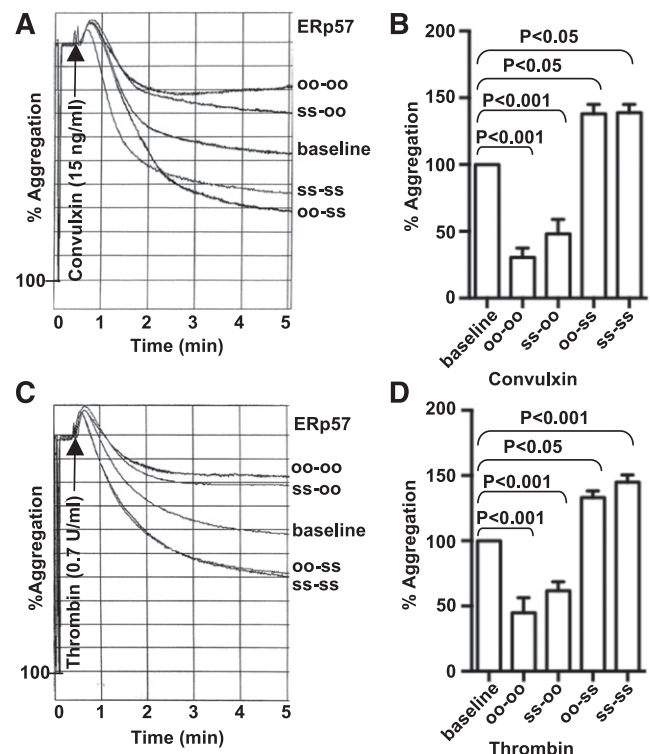 A
ERp57
oo-oo
ss-oo
baseline
ss-ss
oo-ss
% Aggregation
Convulxin (15 ng/ml)
100
0 1 2 3 4 5
Time (min)
B
200
150
100
50
0
% Aggregation
P<0.05
P<0.05
P<0.001
P<0.001
baseline
oo-oo
ss-oo
oo-ss
ss-ss
Convulxin
C
ERp57
oo-oo
ss-oo
baseline
oo-ss
ss-ss
%Aggregation
Thrombin (0.7 U/ml)
100
0 1 2 3 4 5
Time (min)
D
200
150
100
50
0
% Aggregation
P<0.001
P<0.05
P<0.001
P<0.001
baseline
oo-oo
ss-oo
oo-ss
ss-ss
Thrombin